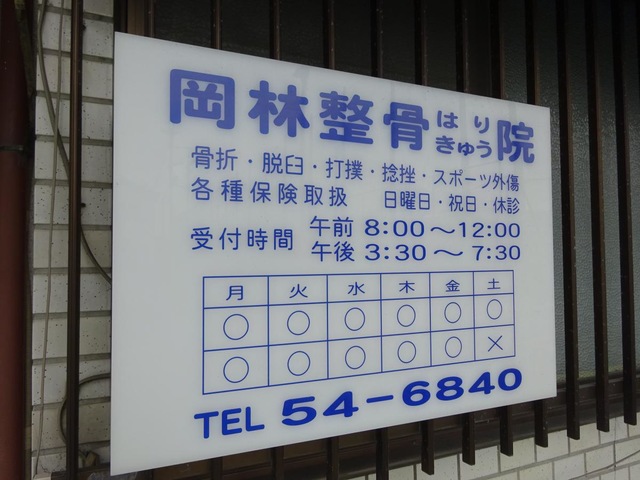 岡林整骨はりきゅう院
骨折・脱臼・打撲・捻挫・スポーツ外傷
各種保険取扱 日曜日・祝日・休診
受付時間 午前 8:00〜12:00
午後 3:30〜7:30
月 火 水 木 金 土
○ ○ ○ ○ ○ ○
○ ○ ○ ○ ○ ×
TEL 54-6840